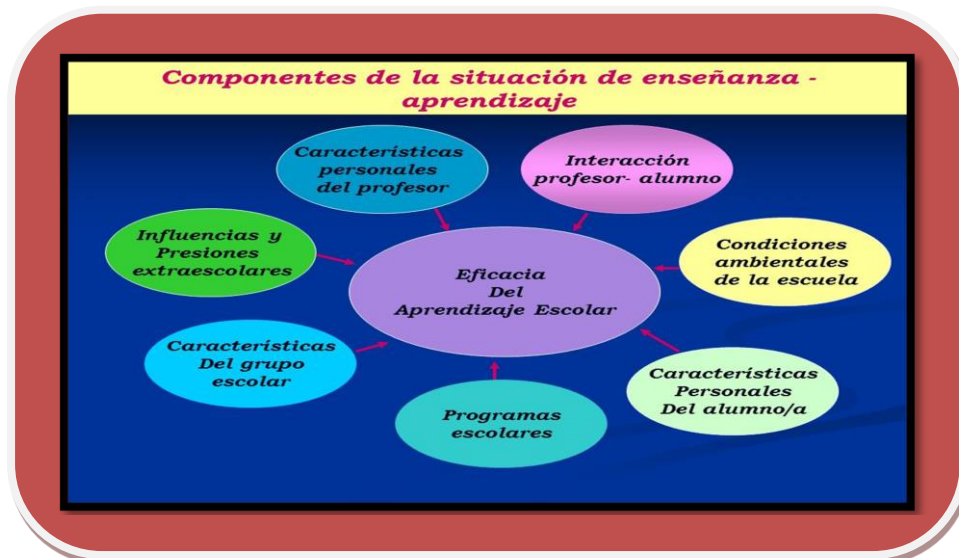 Componentes de la situación de enseñanza -
aprendizaje
Características
personales
del profesor
Interacción
profesor- alumno
Influencias y
Presiones
extraescolares
Condiciones
ambientales
de la escuela
Eficacia
Del
Aprendizaje Escolar
Características
Del grupo
escolar
Características
Personales
Del alumno/a
Programas
escolares